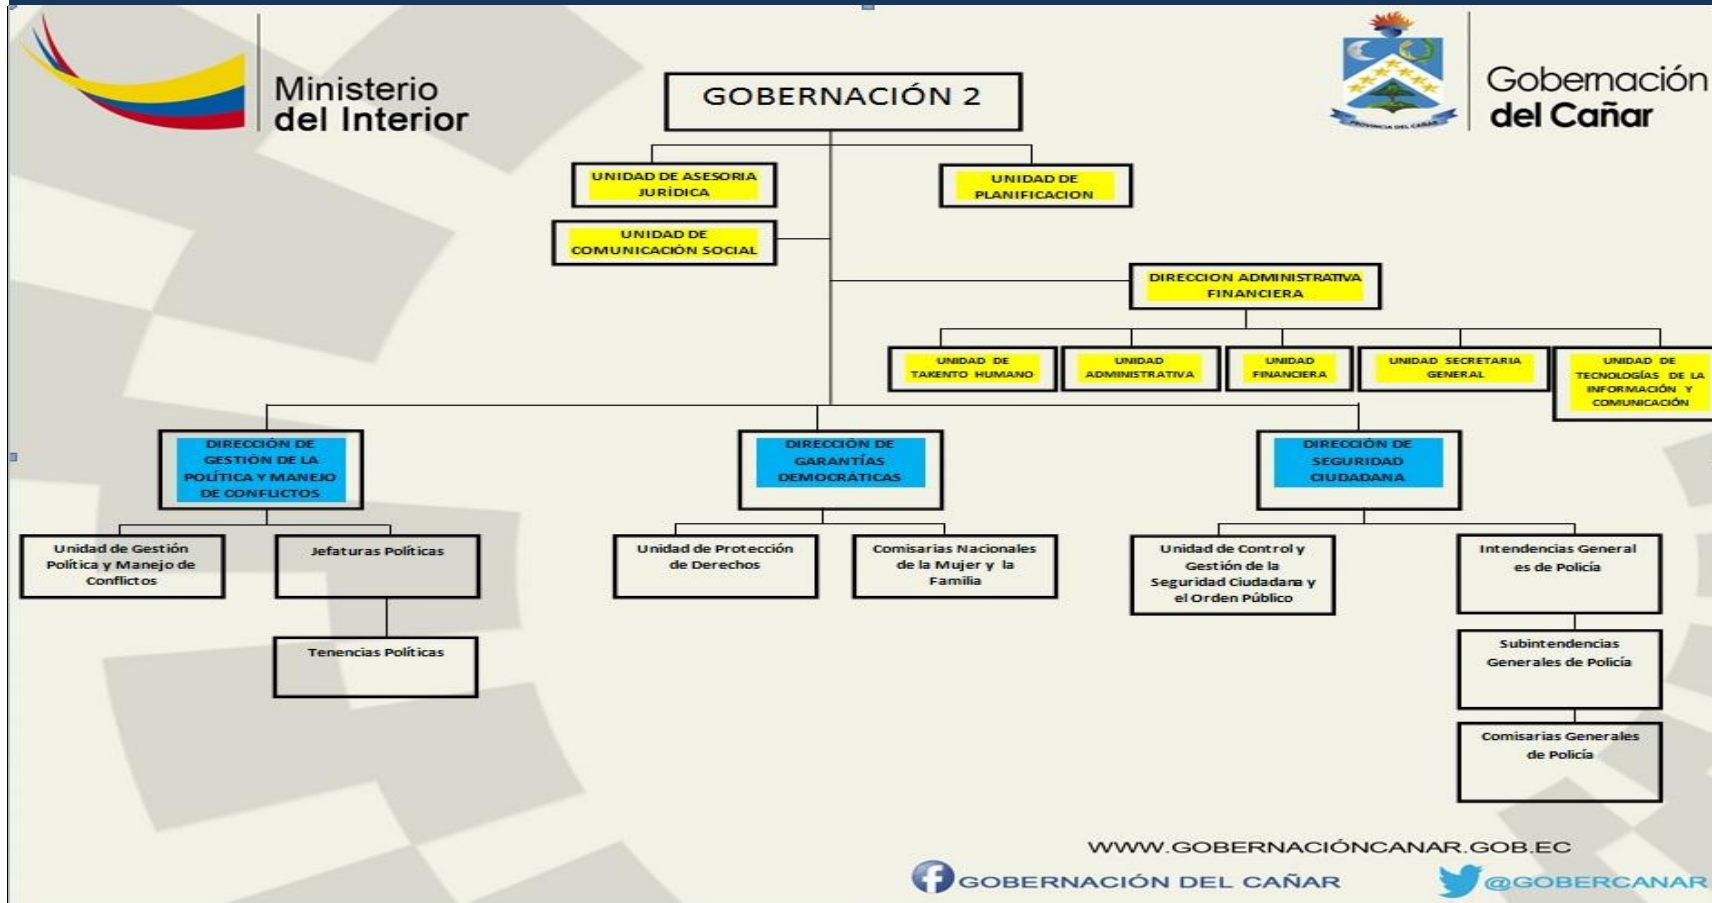 Ministerio
del Interior
GOBERNACIÓN 2
PROVINCIA DEL CAÑAR
Gobernación
del Cañar
UNIDAD DE ASESORIA
JURÍDICA
UNIDAD DE
PLANIFICACION
UNIDAD DE
COMUNICACIÓN SOCIAL
DIRECCION ADMINISTRATIVA
FINANCIERA
UNIDAD DE
TAKENTO HUMANO
UNIDAD
ADMINISTRATIVA
UNIDAD
FINANCIERA
UNIDAD SECRETARIA
GENERAL
UNIDAD DE
TECNOLOGÍAS DE LA
INFORMACIÓN Y
COMUNICACIÓN
DIRECCIÓN DE
GESTIÓN DE LA
POLÍTICA Y MANEJO
DE CONFLICTOS
DIRECCIÓN DE
GARANTÍAS
DEMOCRÁTICAS
DIRECCIÓN DE
SEGURIDAD
CIUDADANA
Unidad de Gestión
Política y Manejo de
Conflictos
Jefaturas Políticas
Unidad de Protección
de Derechos
Comisarias Nacionales
de la Mujer y la
Familia
Unidad de Control y
Gestión de la
Seguridad Ciudadana y
el Orden Público
Intendencias General
es de Policía
Tenencias Políticas
Subintendencias
Generales de Policía
Comisarias Generales
de Policía
WWW.GOBERNACIÓNCANAR.GOB.EC
GOBERNACIÓN DEL CAÑAR
@GOBERCANAR